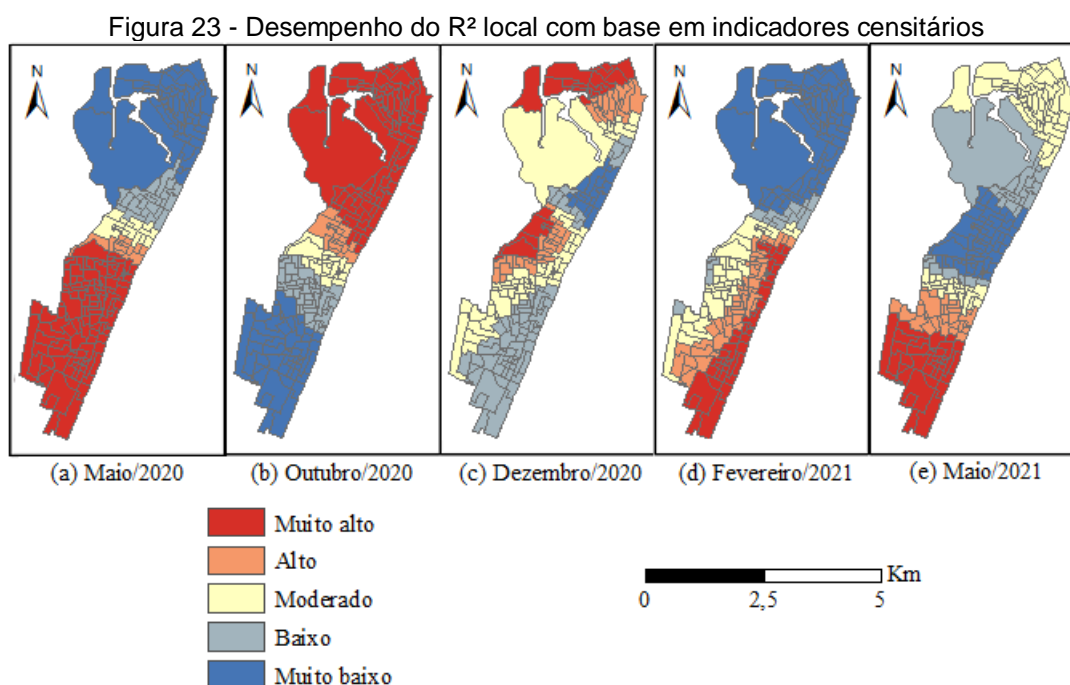 Figura 23 - Desempenho do R² local com base em indicadores censitários
N N N N N
(a) Maio/2020 (b) Outubro/2020 (c) Dezembro/2020 (d) Fevereiro/2021 (e) Maio/2021
Muito alto
Alto
Moderado
Baixo
Muito baixo
Km
0 2,5 5